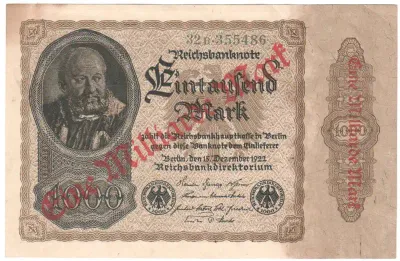 32D·355486
Reichsbanknote
Eintausend
Mark
zahlt die Reichsbankhauptkasse in Berlin
gegen diese Banknote dem Einlieferer
Berlin, den 15. Dezember 1922
Reichsbankdirektorium
1000
1000
Eine Milliarde Mark
Eine Milliarde Mark